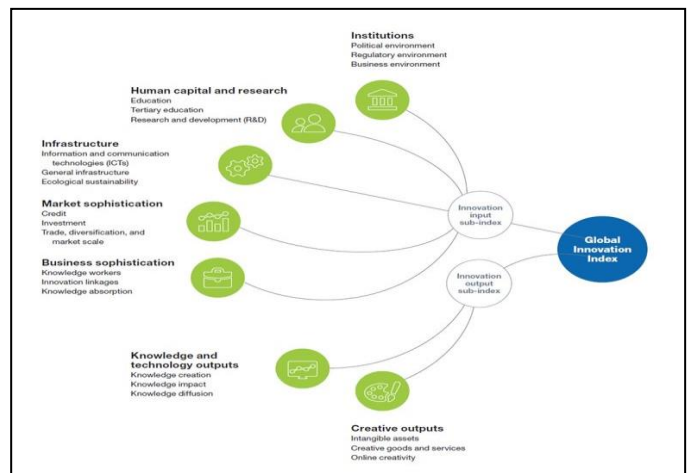 Institutions
Political environment
Regulatory environment
Business environment
Human capital and research
Education
Tertiary education
Research and development (R&D)
Infrastructure
Information and communication
technologies (ICTs)
General infrastructure
Ecological sustainability
Market sophistication
Credit
Investment
Trade, diversification, and
market scale
Business sophistication
Knowledge workers
Innovation linkages
Knowledge absorption
Innovation
input
sub-index
Global
Innovation
Index
Innovation
output
sub-index
Knowledge and
technology outputs
Knowledge creation
Knowledge impact
Knowledge diffusion
Creative outputs
Intangible assets
Creative goods and services
Online creativity